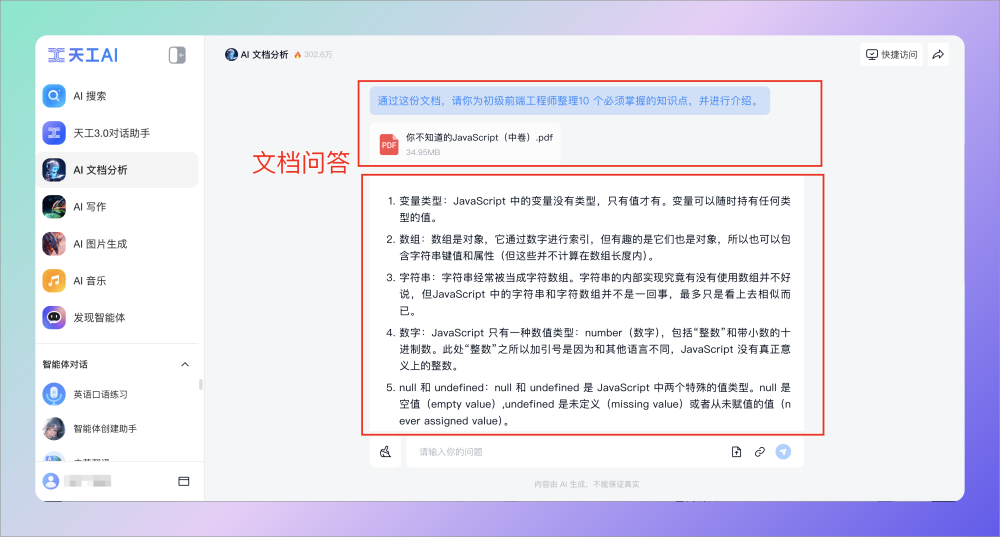 天工AI
AI 搜索
天工3.0对话助手
AI 文档分析
AI 写作
AI 图片生成
AI 音乐
发现智能体
智能体对话
英语口语练习
智能体创建助手
AI 文档分析 302.6万
快捷访问
文档问答
通过这份文档，请你为初级前端工程师整理10 个必须掌握的知识点，并进行介绍。
PDF
你不知道的JavaScript（中卷）.pdf
34.95MB
1. 变量类型：JavaScript 中的变量没有类型，只有值才有。变量可以随时持有任何类
型的值。
2. 数组：数组是对象，它通过数字进行索引，但有趣的是它们也是对象，所以也可以包
含字符串键值和属性（但这些并不计算在数组长度内）。
3. 字符串：字符串经常被当成字符数组。字符串的内部实现究竟有没有使用数组并不好
说，但JavaScript 中的字符串和字符数组并不是一回事，最多只是看上去相似而
已。
4. 数字：JavaScript 只有一种数值类型：number（数字），包括“整数”和带小数的十
进制数。此处“整数”之所以加引号是因为和其他语言不同，JavaScript 没有真正意
义上的整数。
5. null 和 undefined：null 和 undefined 是 JavaScript 中两个特殊的值类型。null 是
空值（empty value）,undefined 是未定义（missing value）或者从未赋值的值（n
ever assigned value）。
请输入你的问题
内容由 AI 生成，不能保证真实